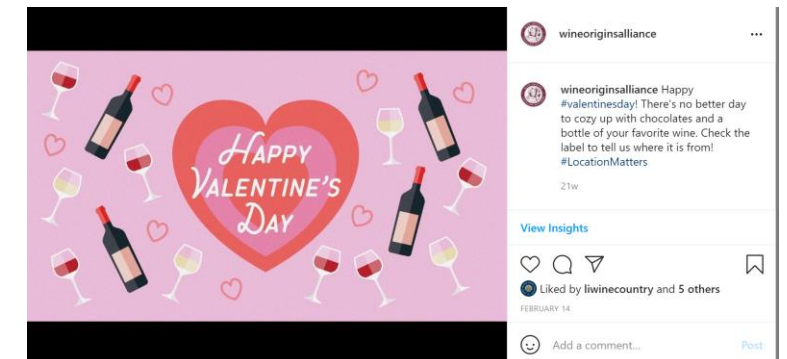 HAPPY
VALENTINE'S
DAY
wineoriginsalliance
wineoriginsalliance Happy
#valentinesday! There's no better day
to cozy up with chocolates and a
bottle of your favorite wine. Check the
label to tell us where it is from!
#LocationMatters
21w
View Insights
Liked by liwinecountry and 5 others
FEBRUARY 14
Add a comment...
Post